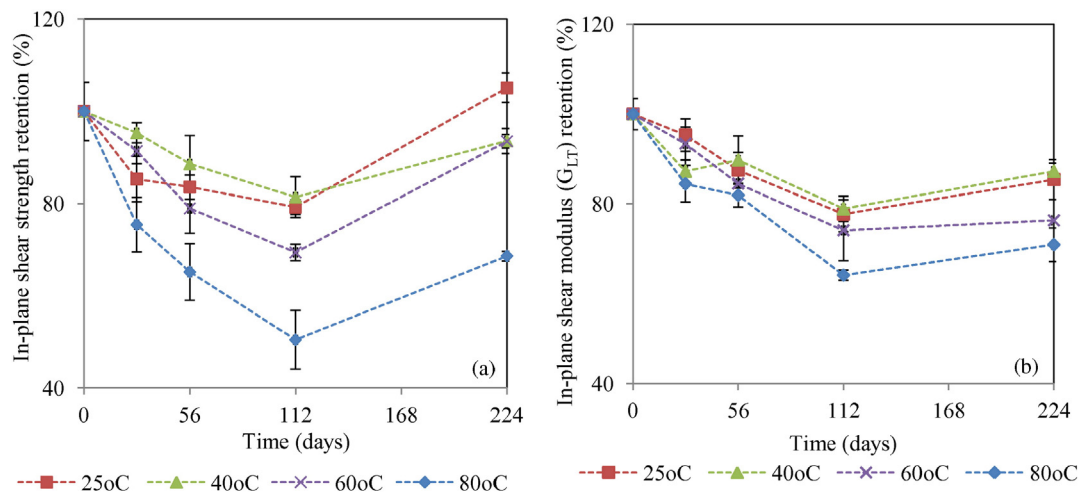 In-plane shear strength retention (%)
120
80
40
0 56 112 168 224
Time (days)
(a)
25oC 40oC 60oC 80oC
In-plane shear modulus (GLT) retention (%)
120
80
40
0 56 112 168 224
Time (days)
(b)
25oC 40oC 60oC 80oC